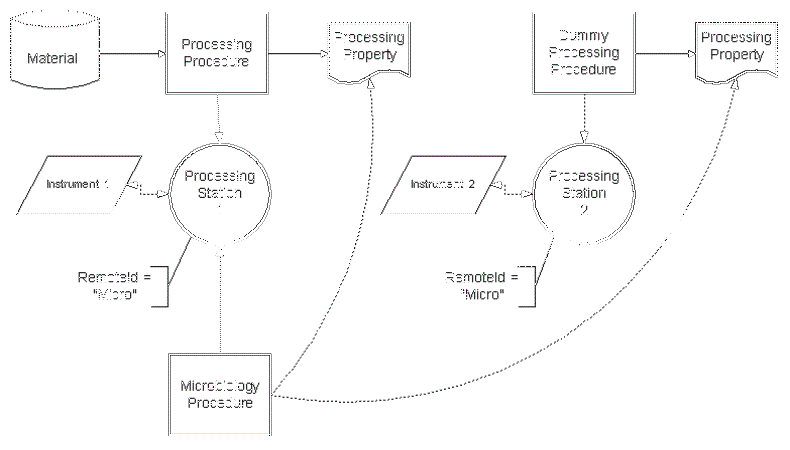 Material
Processing
Procedure
Processing
Property
Dummy
Processing
Procedure
Processing
Property
Instrument 1
Processing
Station
Instrument 2
Processing
Station
2
RemoteId =
"Micro"
RemoteId =
"Micro"
Microbiology
Procedure